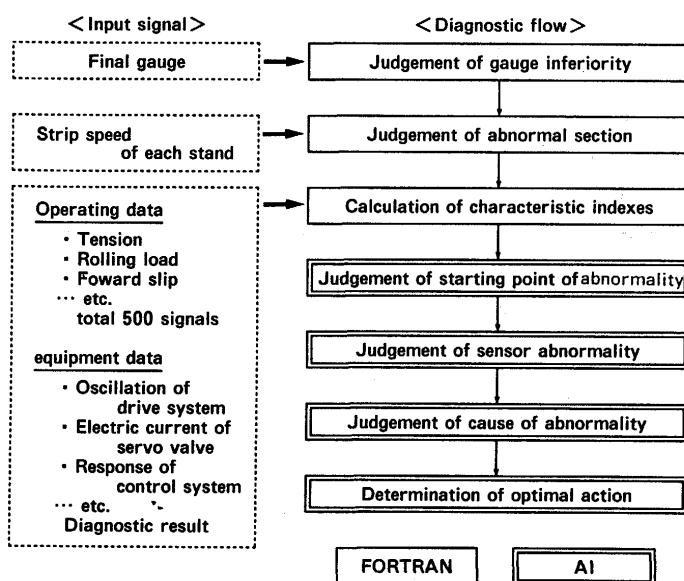 <Input signal>
<Diagnostic flow>
Final gauge
Judgement of gauge inferiority
Strip speed
of each stand
Judgement of abnormal section
Operating data
· Tension
· Rolling load
· Foward slip
··· etc.
total 500 signals
equipment data
· Oscillation of
drive system
· Electric current of
servo valve
· Response of
control system
··· etc.
Diagnostic result
Calculation of characteristic indexes
Judgement of starting point of abnormality
Judgement of sensor abnormality
Judgement of cause of abnormality
Determination of optimal action
FORTRAN
AI